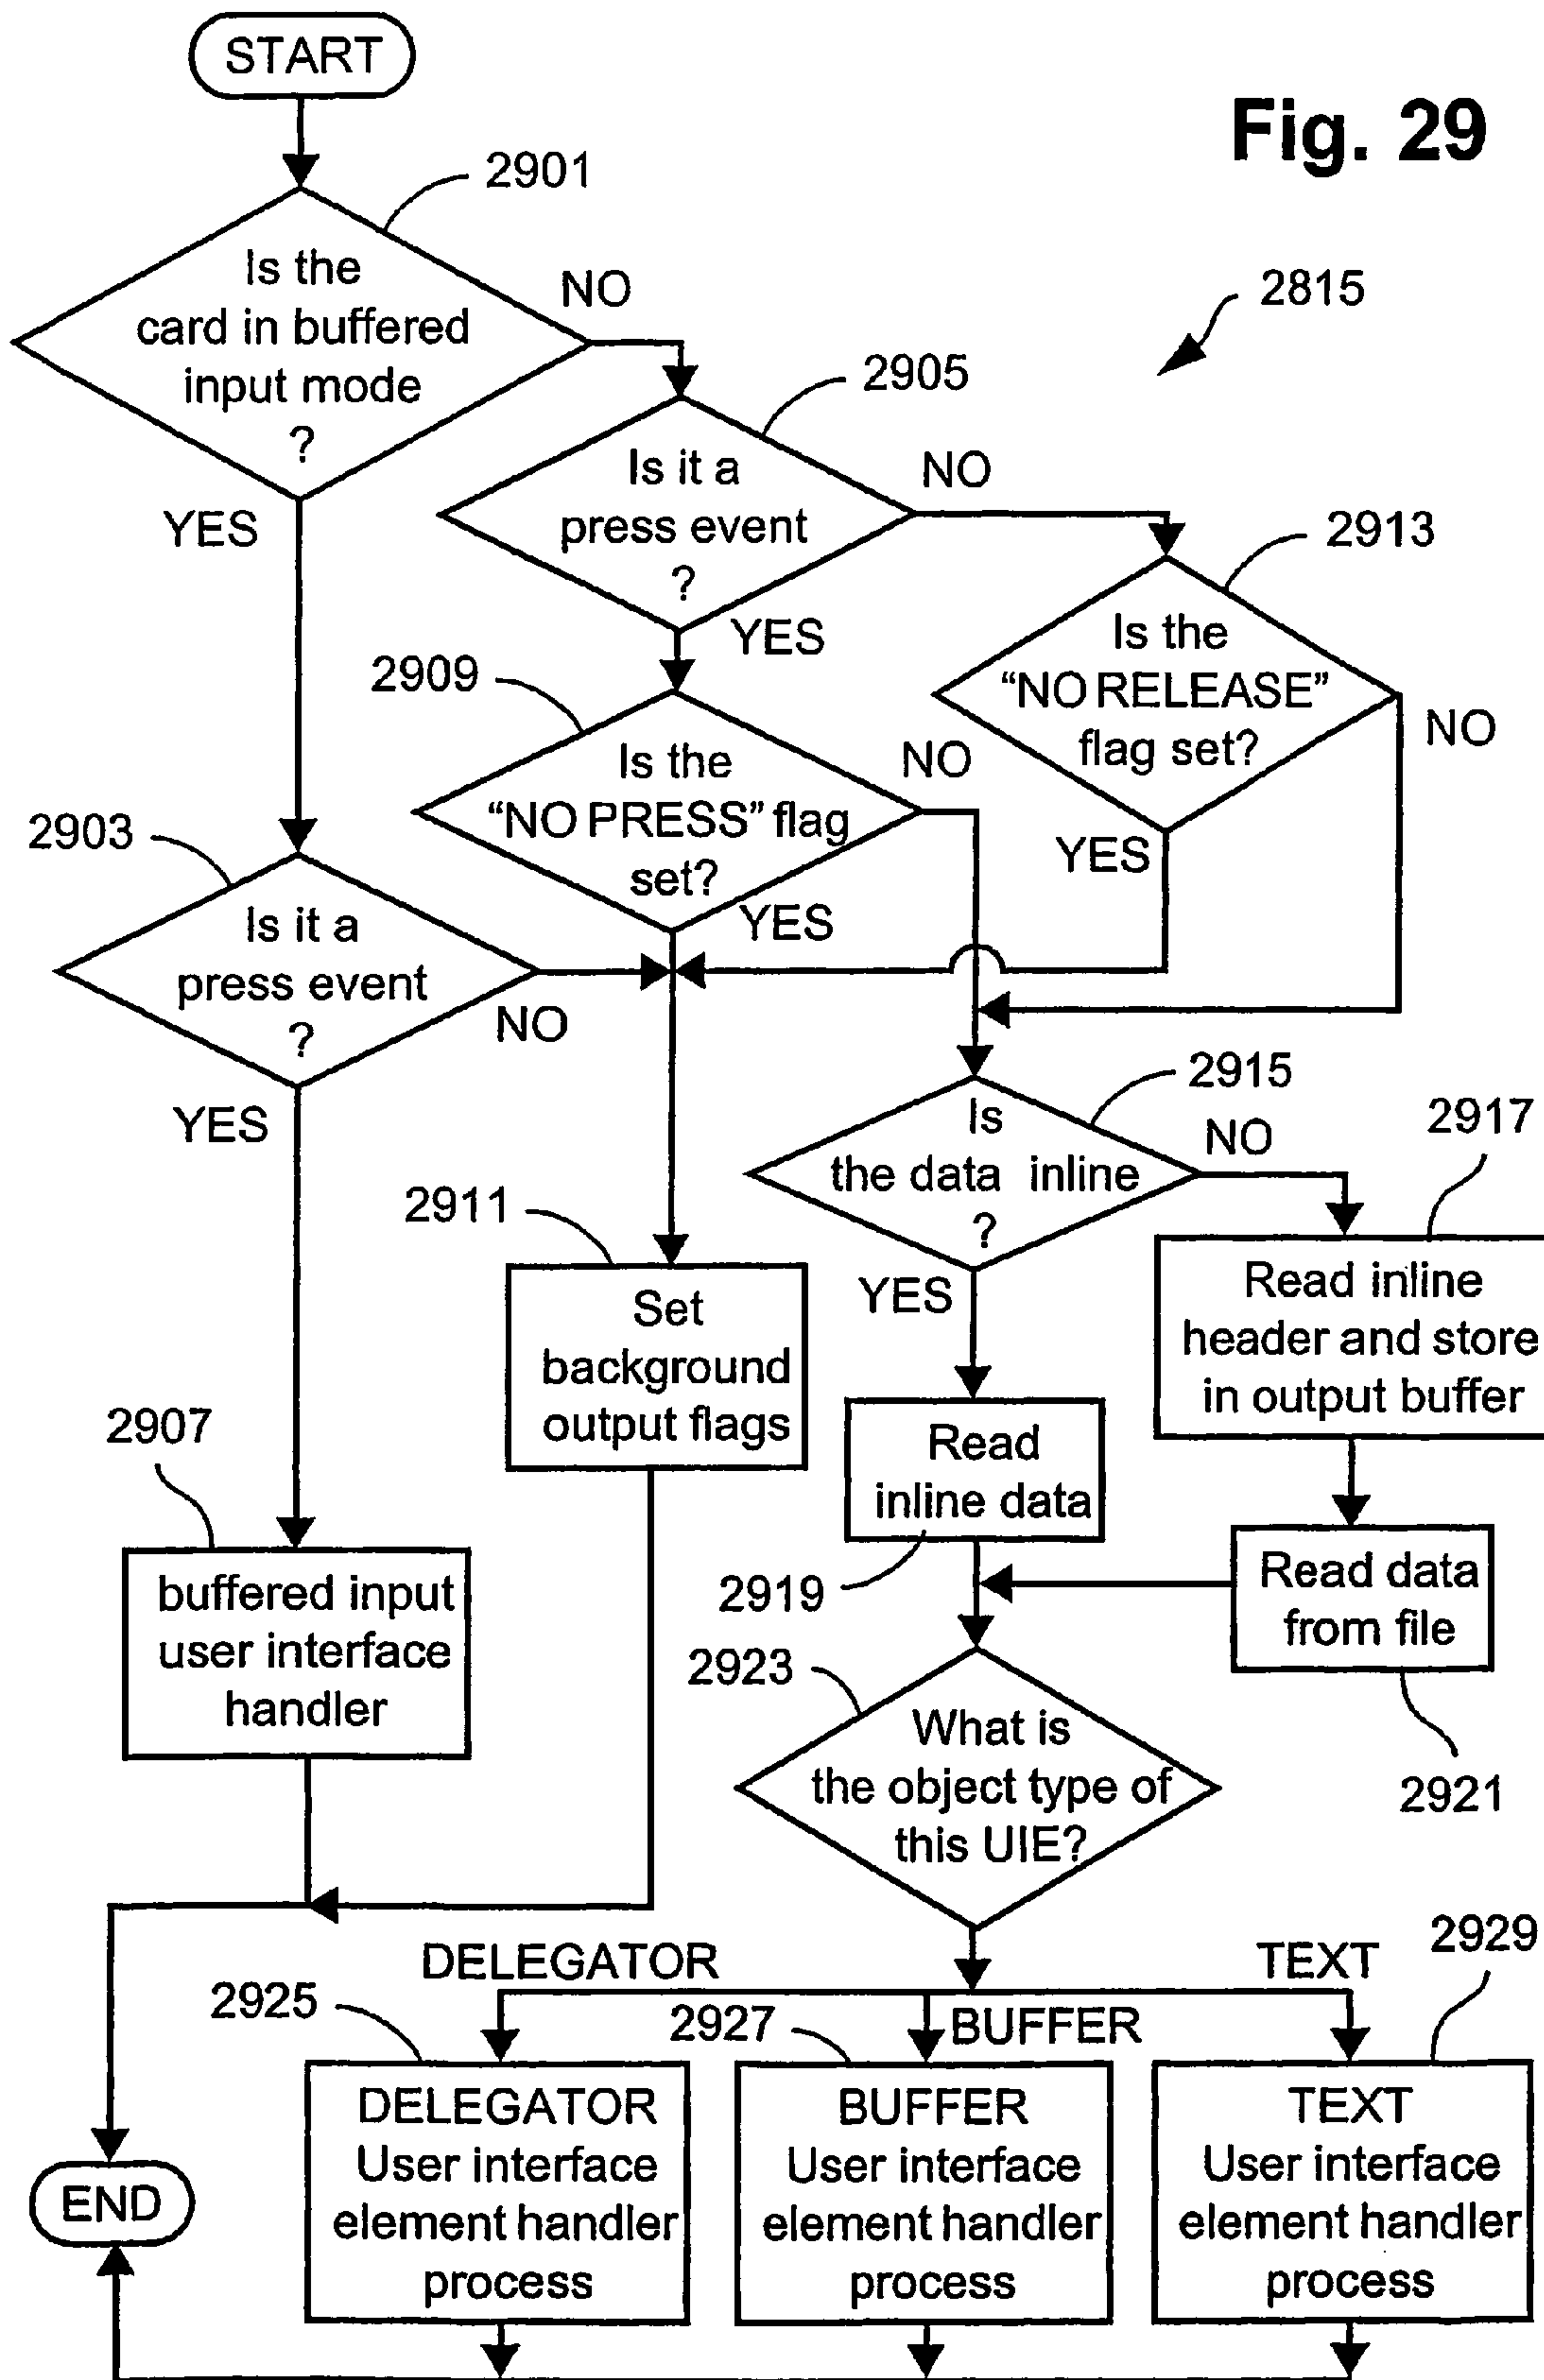 START
Fig. 29
2901
Is the
card in buffered
input mode
?
NO
2815
2905
YES
Is it a
press event
?
NO
2913
YES
Is the
“NO RELEASE”
flag set?
NO
2909
Is the
“NO PRESS” flag
set?
NO
YES
2903
YES
Is it a
press event
?
NO
YES
2915
Is
the data inline
?
NO
2917
YES
2911
Set
background
output flags
Read inline
header and store
in output buffer
2907
Read
inline data
buffered input
user interface
handler
2919
Read data
from file
2923
What is
the object type of
this UIE?
2921
DELEGATOR
TEXT
2929
2925
2927
BUFFER
DELEGATOR
User interface
element handler
process
BUFFER
User interface
element handler
process
TEXT
User interface
element handler
process
END